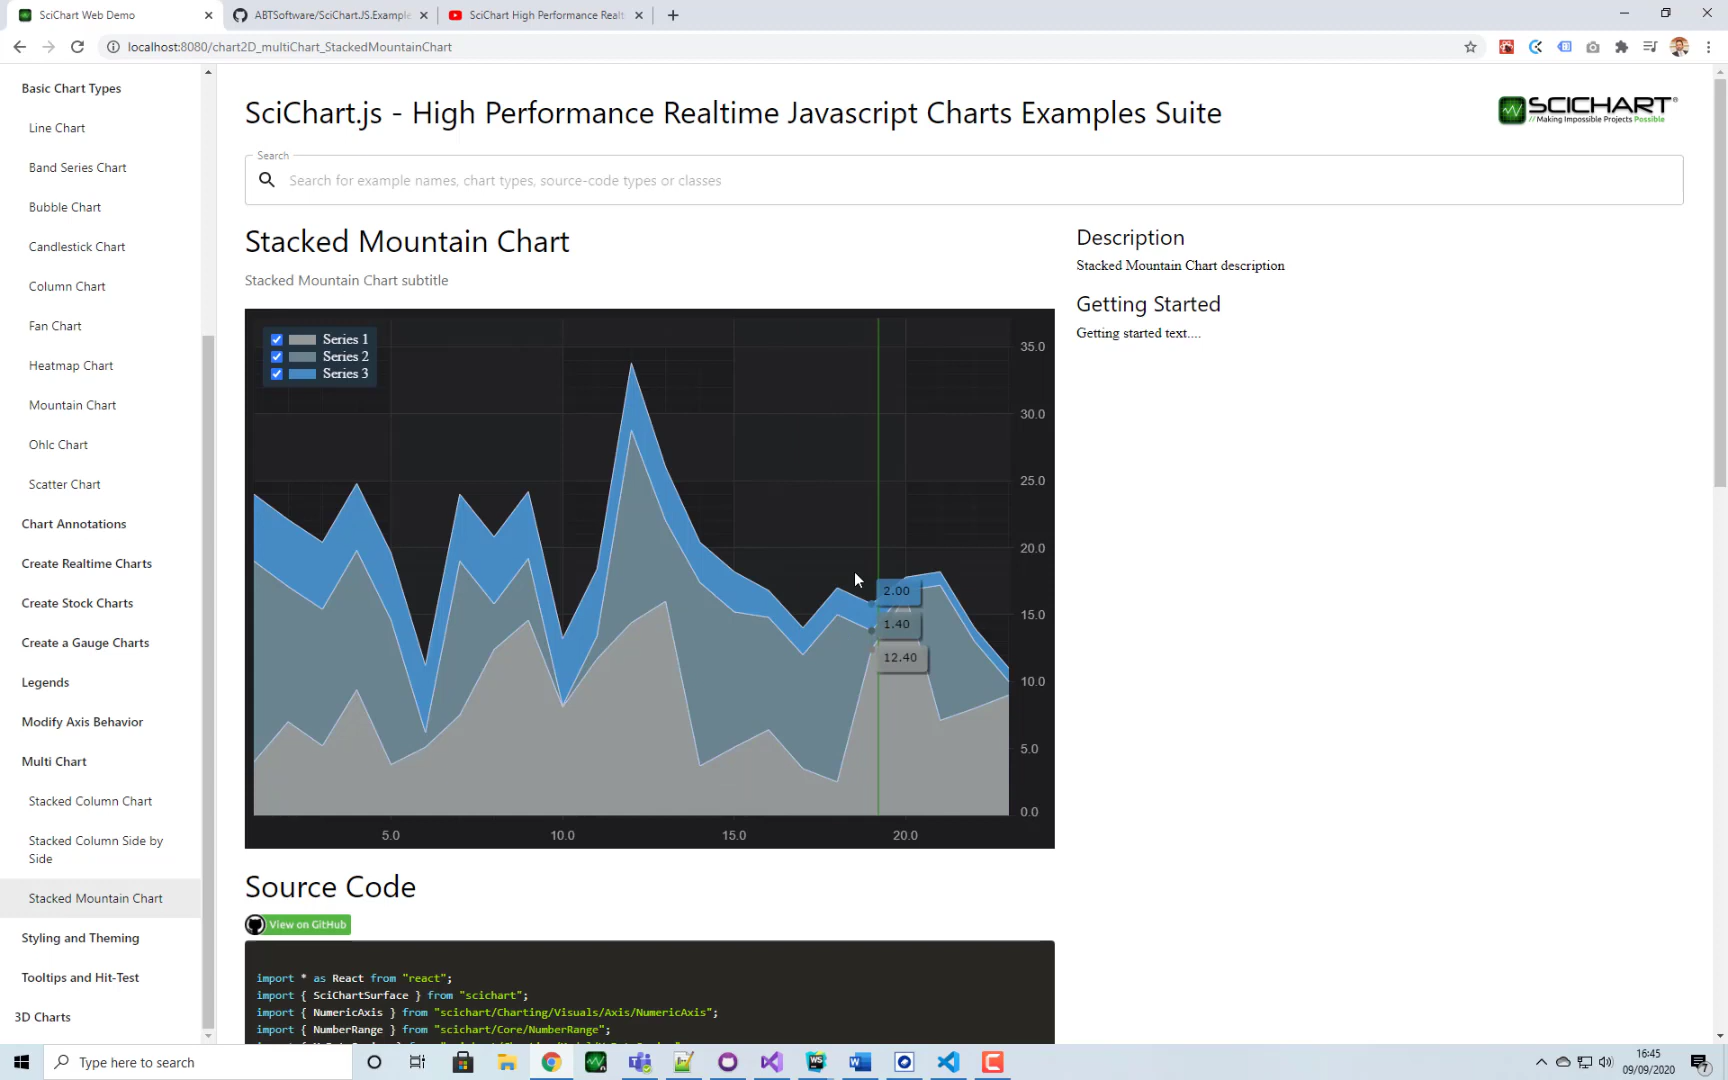 SciChart Web Demo
ABTSoftware/SciChart.JS.Example
SciChart High Performance Realt
localhost:8080/chart2D_multiChart_StackedMountainChart
Basic Chart Types
Line Chart
Band Series Chart
Bubble Chart
Candlestick Chart
Column Chart
Fan Chart
Heatmap Chart
Mountain Chart
Ohlc Chart
Scatter Chart
Chart Annotations
Create Realtime Charts
Create Stock Charts
Create a Gauge Charts
Legends
Modify Axis Behavior
Multi Chart
Stacked Column Chart
Stacked Column Side by
Side
Stacked Mountain Chart
Styling and Theming
Tooltips and Hit-Test
3D Charts
SciChart.js - High Performance Realtime Javascript Charts Examples Suite
SCICHART®
// Making Impossible Projects Possible
Search
Search for example names, chart types, source-code types or classes
Stacked Mountain Chart
Stacked Mountain Chart subtitle
Series 1
Series 2
Series 3
35.0
30.0
25.0
20.0
15.0
10.0
5.0
0.0
2.00
1.40
12.40
5.0
10.0
15.0
20.0
Description
Stacked Mountain Chart description
Getting Started
Getting started text....
Source Code
View on GitHub
import * as React from "react";
import { SciChartSurface } from "scichart";
import { NumericAxis } from "scichart/Charting/Visuals/Axis/NumericAxis";
import { NumberRange } from "scichart/Core/NumberRange";
Type here to search
WS
16:45
09/09/2020
7